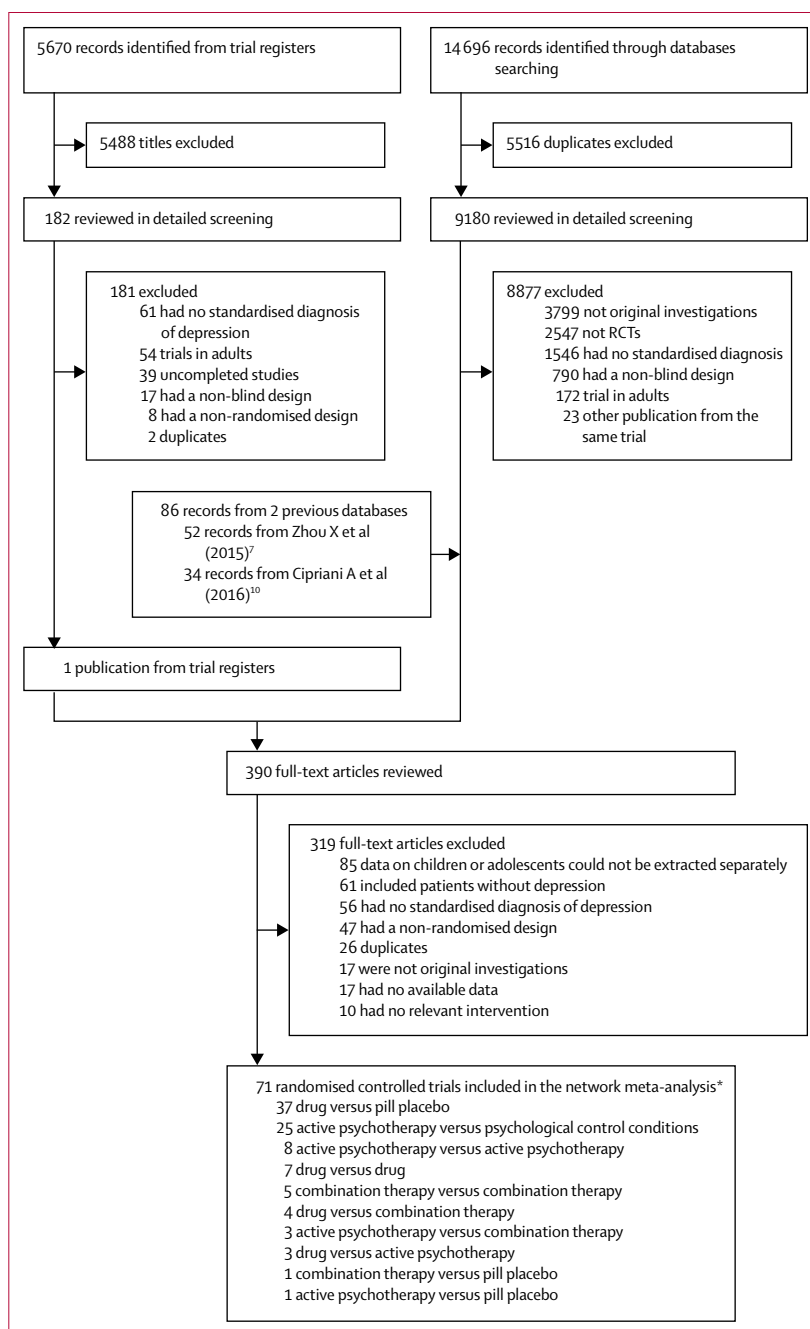 5670 records identified from trial registers
14 696 records identified through databases
searching
5488 titles excluded
5516 duplicates excluded
182 reviewed in detailed screening
9180 reviewed in detailed screening
181 excluded
61 had no standardised diagnosis
of depression
54 trials in adults
39 uncompleted studies
17 had a non-blind design
8 had a non-randomised design
2 duplicates
8877 excluded
3799 not original investigations
2547 not RCTs
1546 had no standardised diagnosis
790 had a non-blind design
172 trial in adults
23 other publication from the
same trial
86 records from 2 previous databases
52 records from Zhou X et al
(2015)⁷
34 records from Cipriani A et al
(2016)¹⁰
1 publication from trial registers
390 full-text articles reviewed
319 full-text articles excluded
85 data on children or adolescents could not be extracted separately
61 included patients without depression
56 had no standardised diagnosis of depression
47 had a non-randomised design
26 duplicates
17 were not original investigations
17 had no available data
10 had no relevant intervention
71 randomised controlled trials included in the network meta-analysis*
37 drug versus pill placebo
25 active psychotherapy versus psychological control conditions
8 active psychotherapy versus active psychotherapy
7 drug versus drug
5 combination therapy versus combination therapy
4 drug versus combination therapy
3 active psychotherapy versus combination therapy
3 drug versus active psychotherapy
1 combination therapy versus pill placebo
1 active psychotherapy versus pill placebo